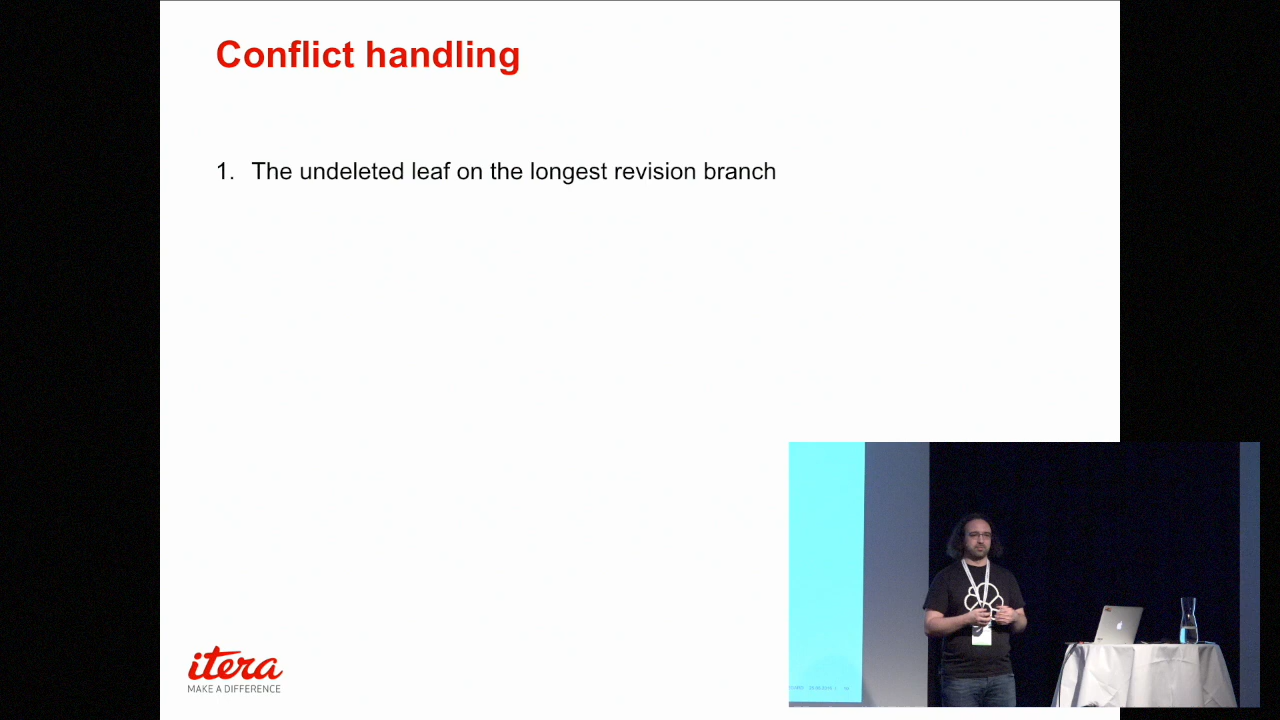 Conflict handling
1. The undeleted leaf on the longest revision branch
itera
MAKE A DIFFERENCE